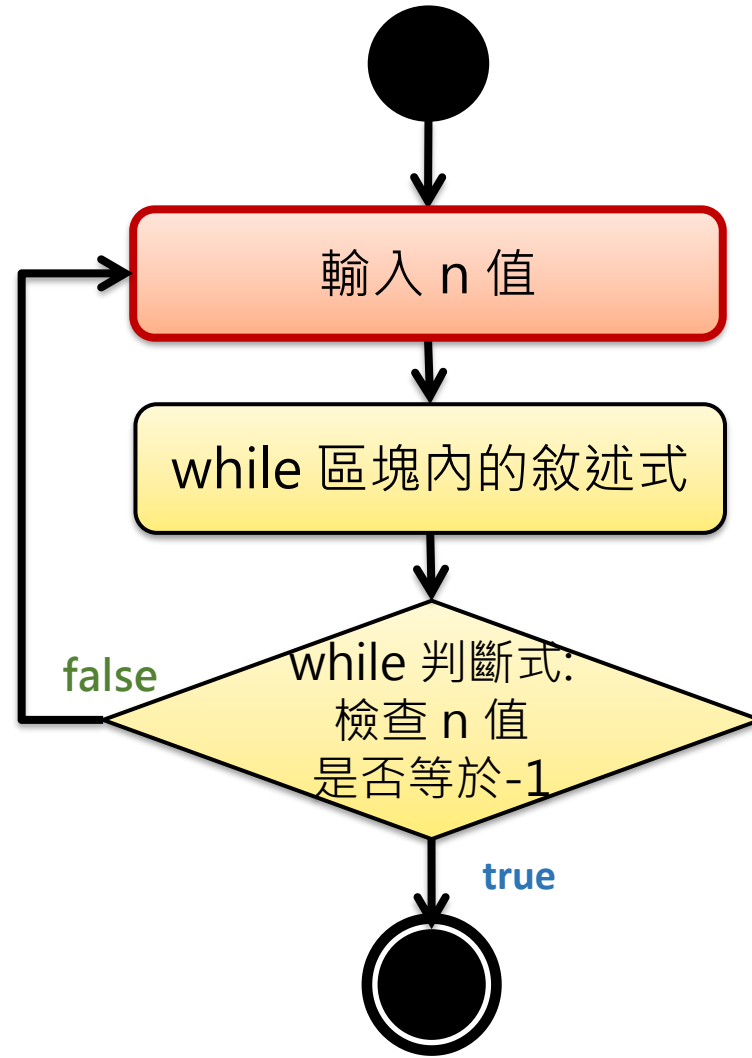 輸入 n 值
while 區塊內的敘述式
while 判斷式:
檢查 n 值
是否等於-1
false
true